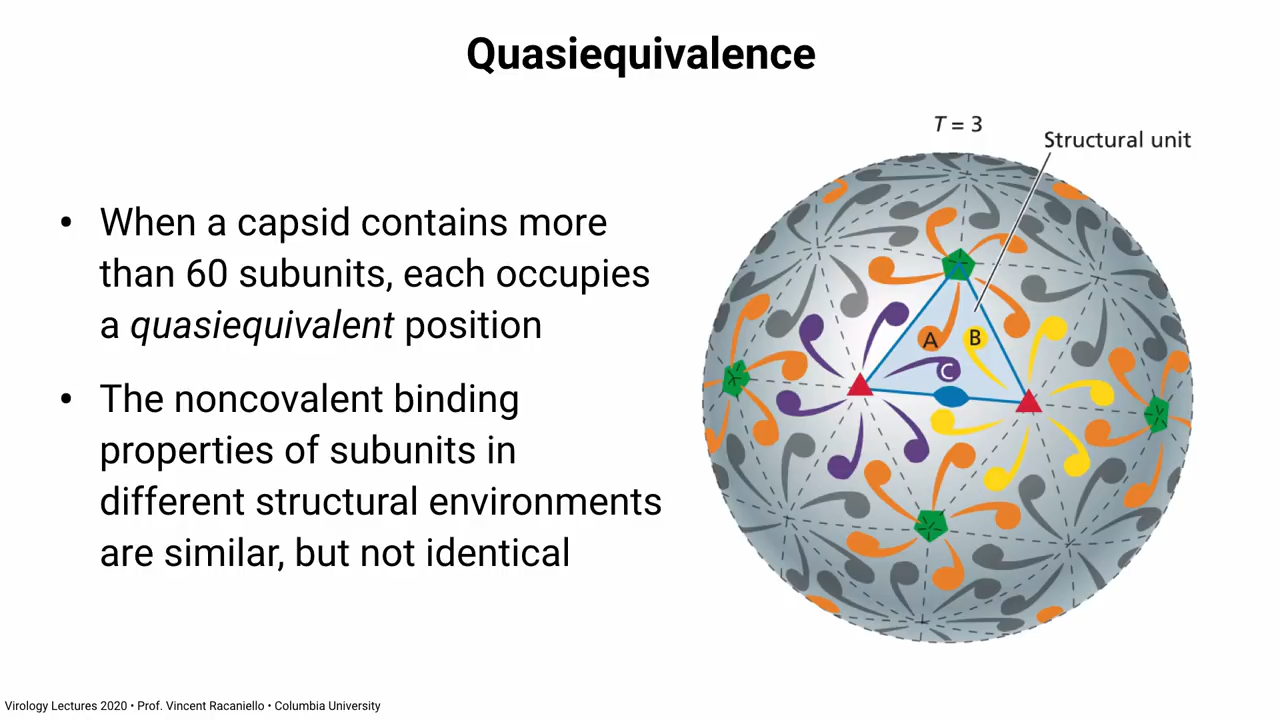 Quasiequivalence
• When a capsid contains more
than 60 subunits, each occupies
a quasiequivalent position
• The noncovalent binding
properties of subunits in
different structural environments
are similar, but not identical
T = 3
Structural unit
A
B
C
Virology Lectures 2020 • Prof. Vincent Racaniello • Columbia University